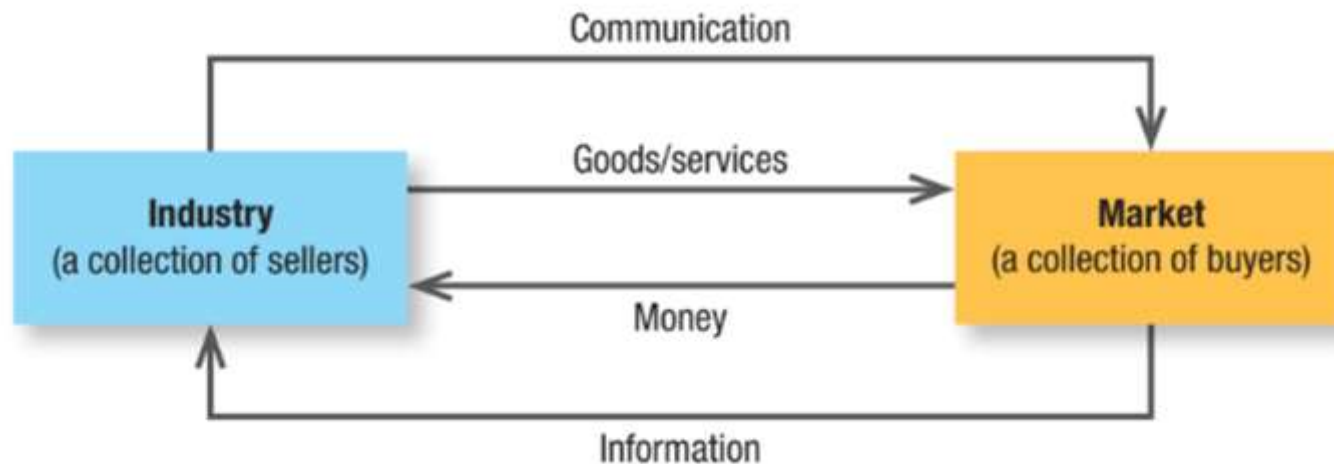 Communication
Goods/services
Industry
(a collection of sellers)
Market
(a collection of buyers)
Money
Information